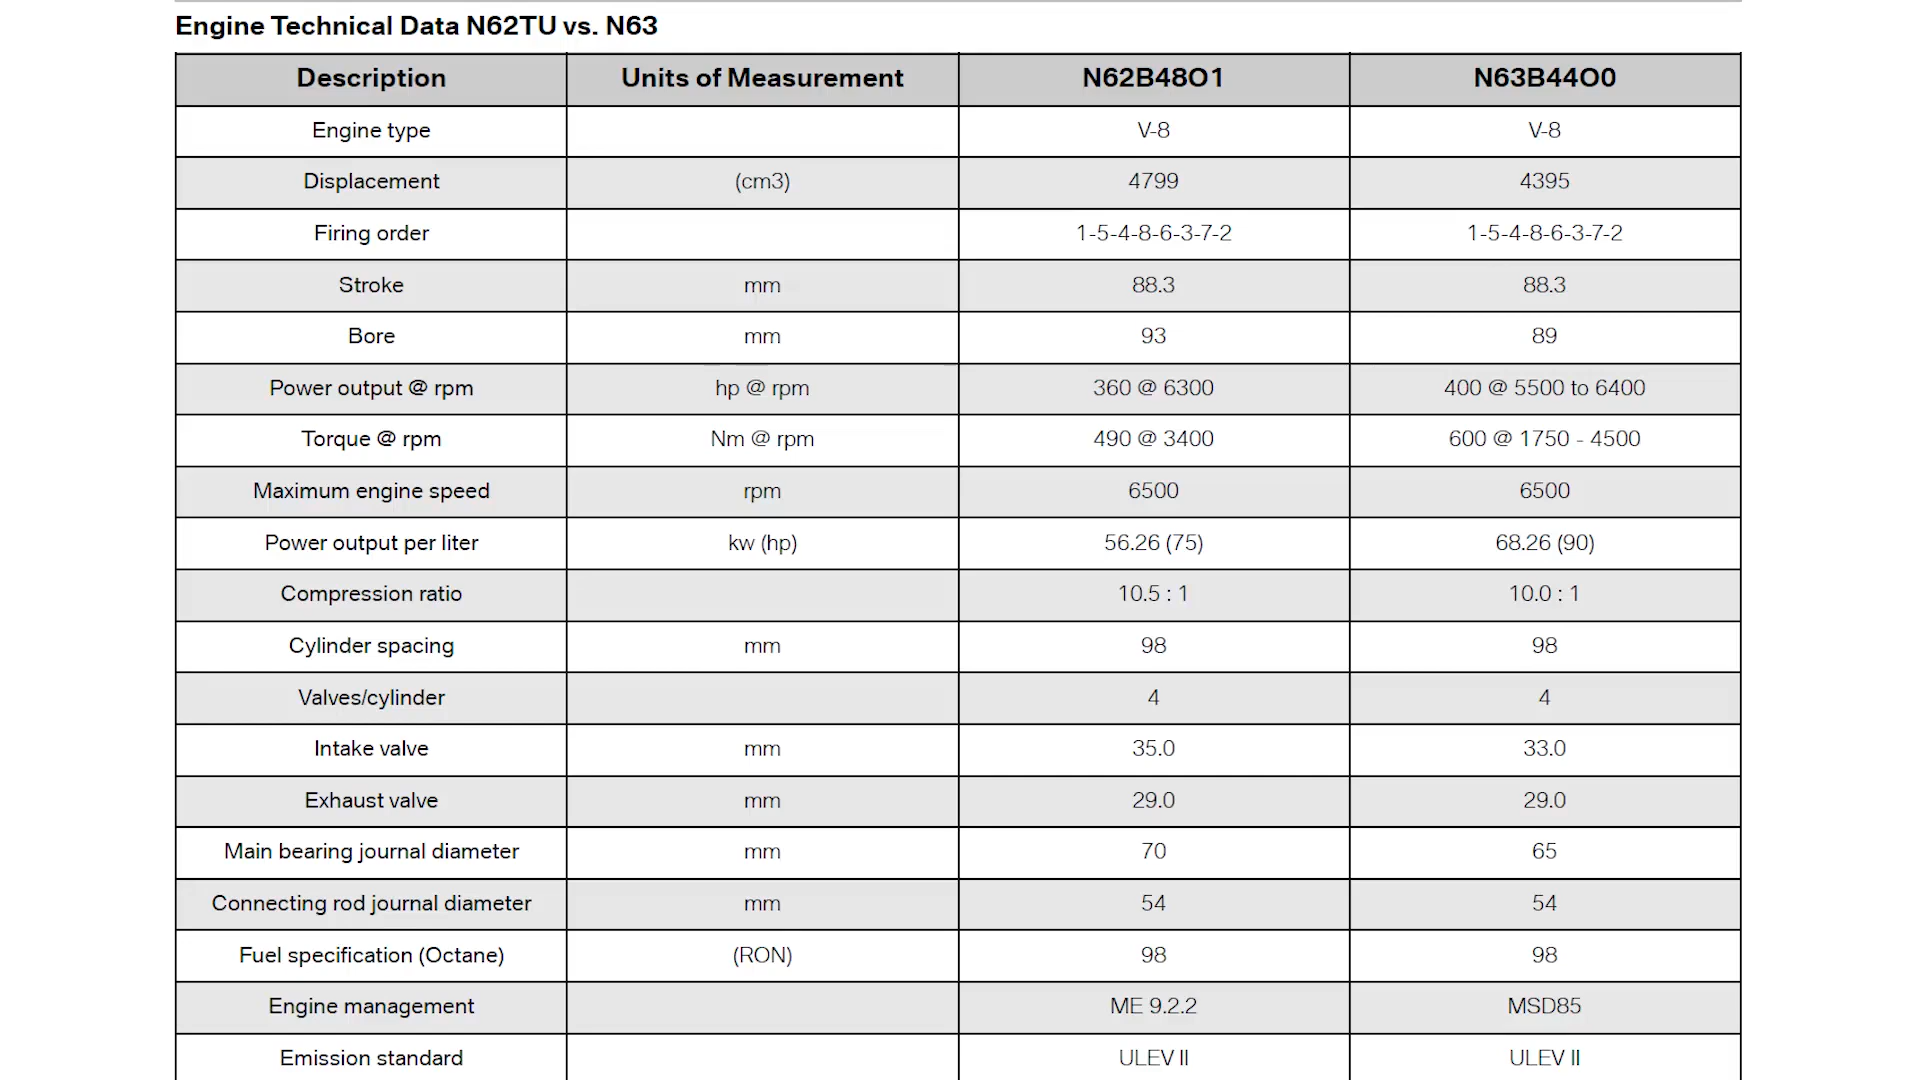 Engine Technical Data N62TU vs. N63
Description Units of Measurement N62B48O1 N63B44O0
Engine type V-8 V-8
Displacement (cm3) 4799 4395
Firing order 1-5-4-8-6-3-7-2 1-5-4-8-6-3-7-2
Stroke mm 88.3 88.3
Bore mm 93 89
Power output @ rpm hp @ rpm 360 @ 6300 400 @ 5500 to 6400
Torque @ rpm Nm @ rpm 490 @ 3400 600 @ 1750 - 4500
Maximum engine speed rpm 6500 6500
Power output per liter kw (hp) 56.26 (75) 68.26 (90)
Compression ratio 10.5 : 1 10.0 : 1
Cylinder spacing mm 98 98
Valves/cylinder 4 4
Intake valve mm 35.0 33.0
Exhaust valve mm 29.0 29.0
Main bearing journal diameter mm 70 65
Connecting rod journal diameter mm 54 54
Fuel specification (Octane) (RON) 98 98
Engine management ME 9.2.2 MSD85
Emission standard ULEV II ULEV II